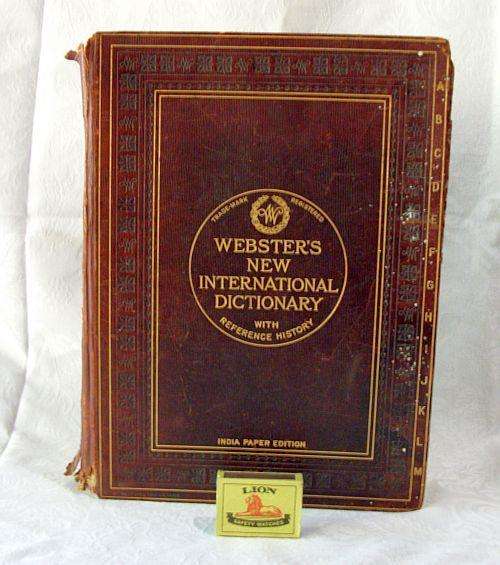 TRADE-MARK REGISTERED
W
WEBSTER'S
NEW
INTERNATIONAL
DICTIONARY
WITH
REFERENCE HISTORY
INDIA PAPER EDITION
A
B
C
D
E
F
G
H
I
J
K
L
M
LION
SAFETY MATCHES